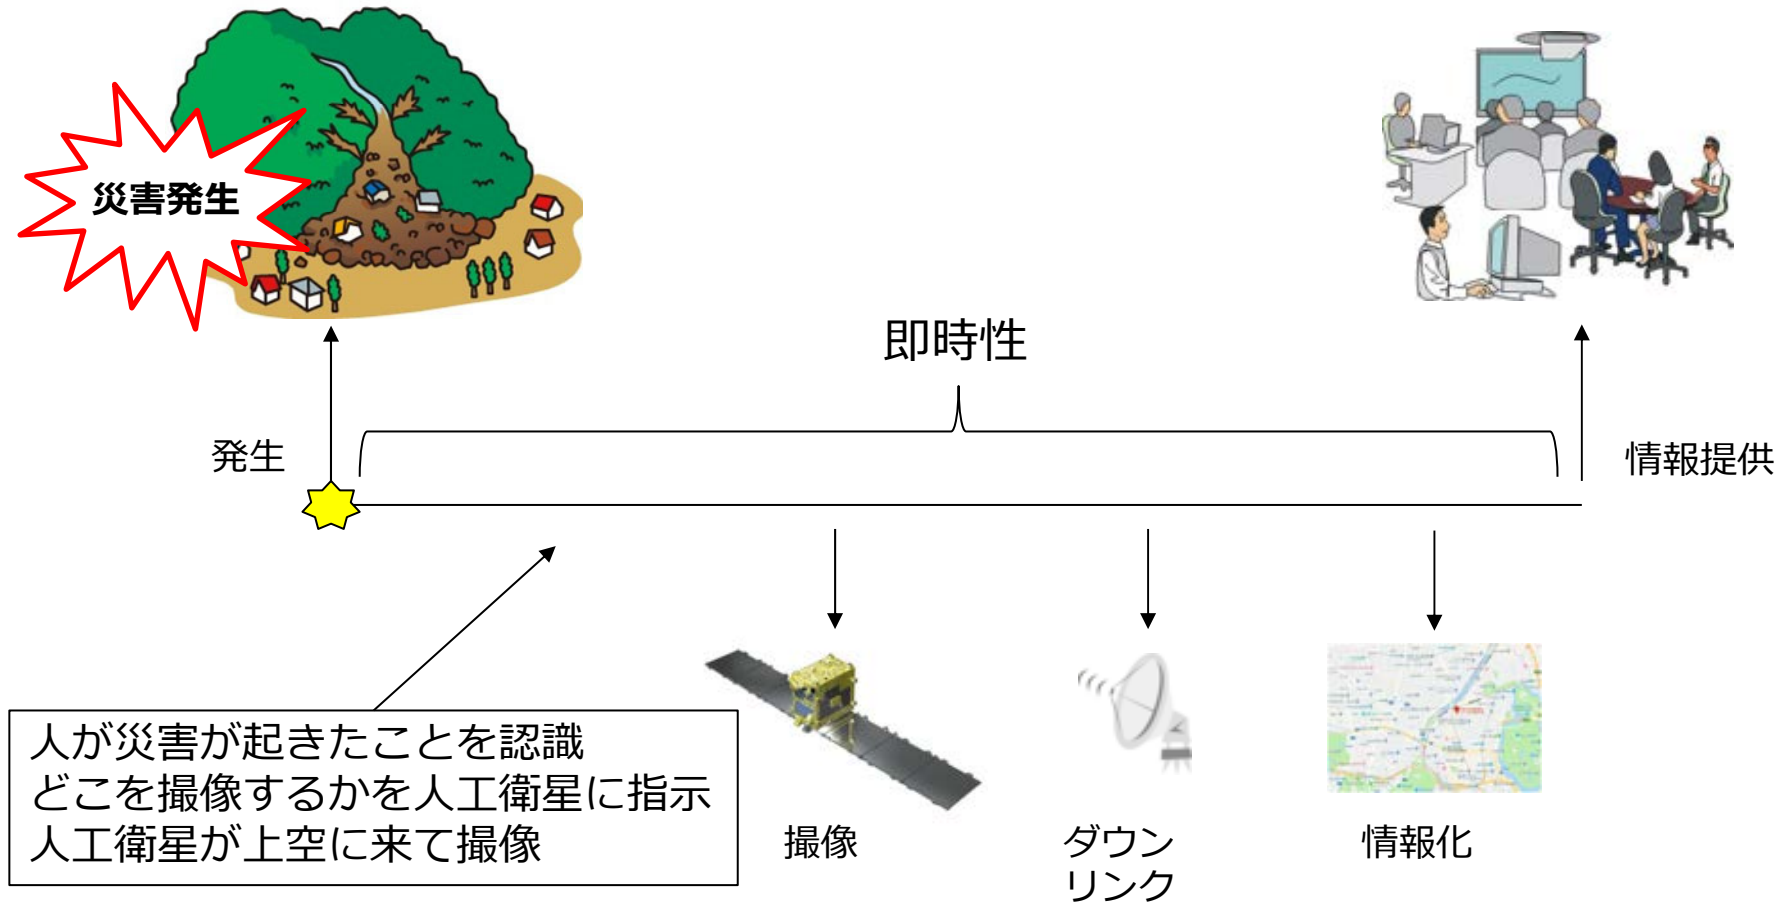 災害発生
即時性
発生
情報提供
人が災害が起きたことを認識
どこを撮像するかを人工衛星に指示
人工衛星が上空に来て撮像
撮像
ダウン
リンク
情報化